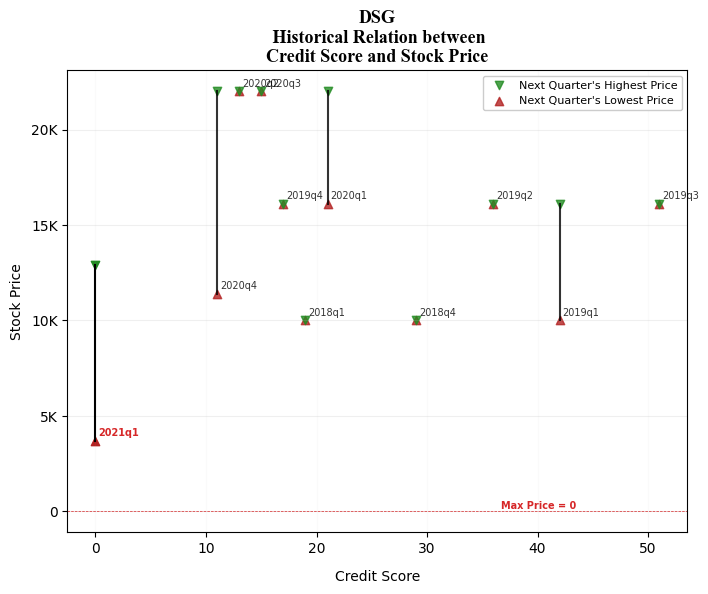 DSG
Historical Relation between
Credit Score and Stock Price
Next Quarter's Highest Price
Next Quarter's Lowest Price
2020q2
2020q3
2019q4
2020q1
2019q2
2019q3
2020q4
2018q1
2018q4
2019q1
2021q1
Max Price = 0
20K
15K
10K
5K
0
Stock Price
0
10
20
30
40
50
Credit Score